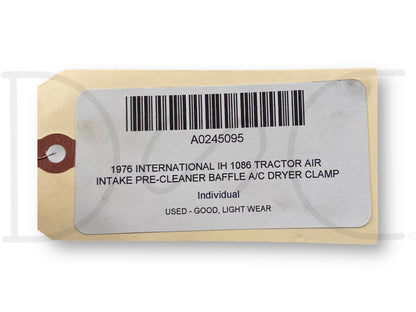 A0245095
1976 INTERNATIONAL IH 1086 TRACTOR AIR
INTAKE PRE-CLEANER BAFFLE A/C DRYER CLAMP
Individual
USED - GOOD, LIGHT WEAR